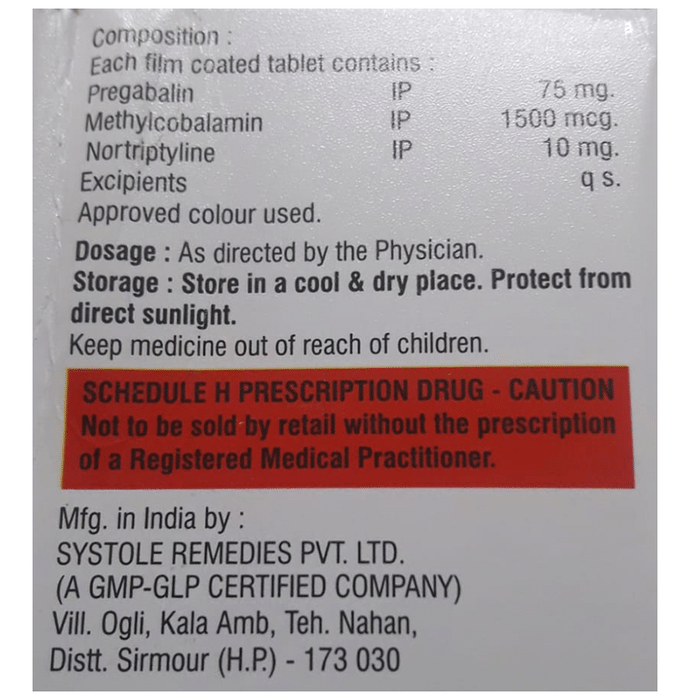 Composition :
Each film coated tablet contains :
Pregabalin IP 75 mg.
Methylcobalamin IP 1500 mcg.
Nortriptyline IP 10 mg.
Excipients q s.
Approved colour used.
Dosage : As directed by the Physician.
Storage : Store in a cool & dry place. Protect from
direct sunlight.
Keep medicine out of reach of children.
SCHEDULE H PRESCRIPTION DRUG - CAUTION
Not to be sold by retail without the prescription
of a Registered Medical Practitioner.
Mfg. in India by :
SYSTOLE REMEDIES PVT. LTD.
(A GMP-GLP CERTIFIED COMPANY)
Vill. Ogli, Kala Amb, Teh. Nahan,
Distt. Sirmour (H.P.) - 173 030